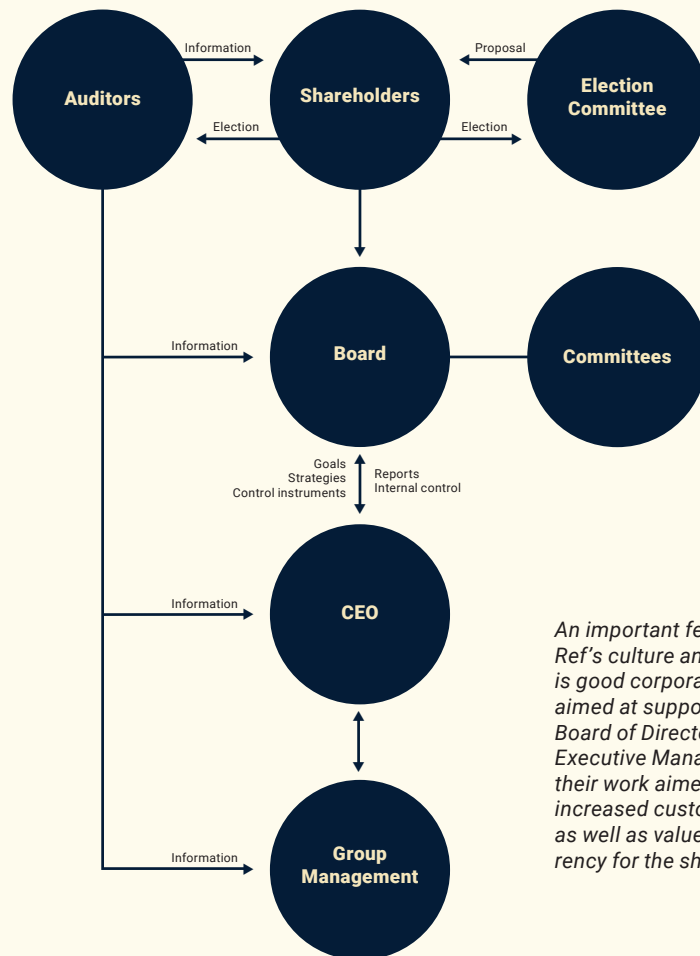 Information
Proposal
Auditors
Shareholders
Election
Committee
Election
Election
Information
Board
Committees
Goals
Strategies
Control instruments
Reports
Internal control
Information
CEO
Information
Group
Management
An important fe
Ref's culture an
is good corpora
aimed at suppo
Board of Direct
Executive Mana
their work aime
increased custo
as well as value
rency for the sh